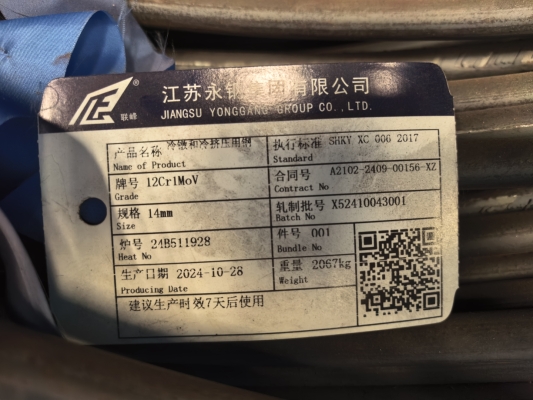 联峰
江苏永钢集团有限公司
JIANGSU YONGGANG GROUP CO., LTD.
产品名称 冷镦和冷挤压用钢
Name of Product
执行标准 SHKY XC 006 2017
Standard
牌号 12Cr1MoV
Grade
合同号 A2102-2409-00156-XZ
Contract No
规格 14mm
Size
轧制批号 X52410043001
Batch No
炉号 24B511928
Heat No
件号 001
Bundle No
生产日期 2024-10-28
Producing Date
重量 2067kg
Weight
建议生产时效7天后使用